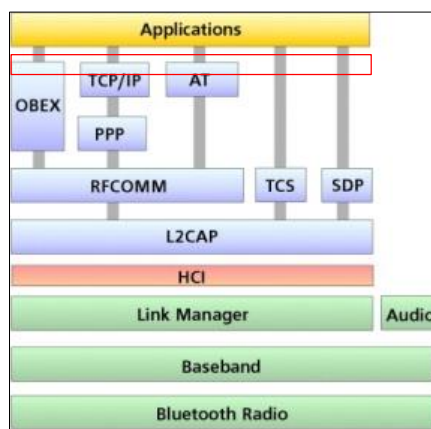 Applications
TCP/IP AT
OBEX
PPP
RFCOMM TCS SDP
L2CAP
HCI
Link Manager Audio
Baseband
Bluetooth Radio